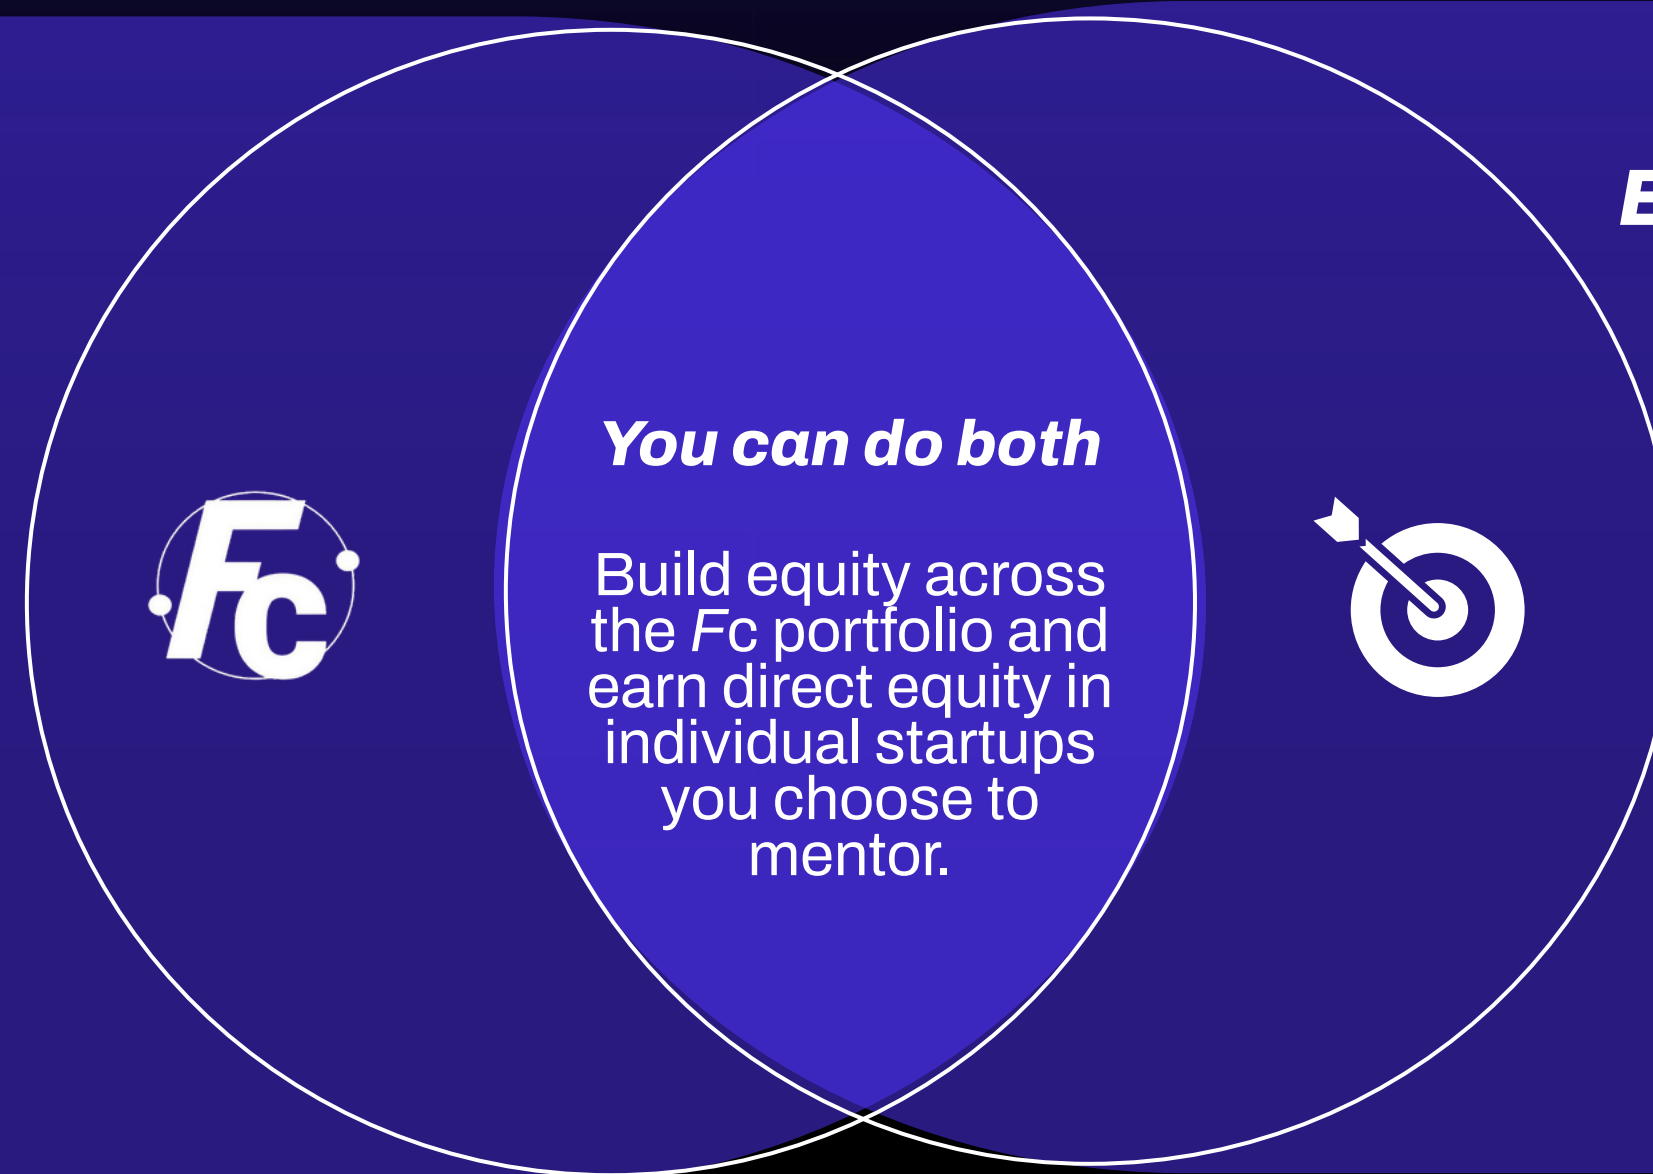 You can do both
Build equity across
the Fc portfolio and
earn direct equity in
individual startups
you choose to
mentor.
Fc
E